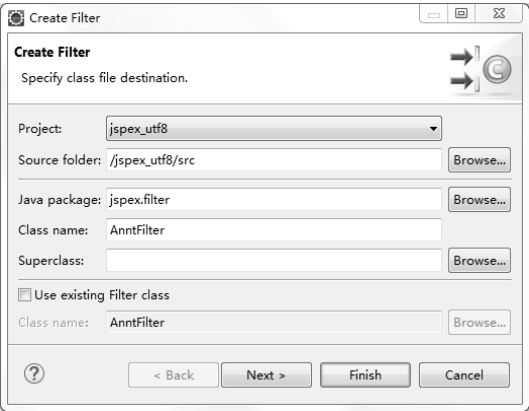 Create Filter
Create Filter
Specify class file destination.
Project: jspex_utf8
Source folder: /jspex_utf8/src Browse...
Java package: jspex.filter Browse...
Class name: AnntFilter
Superclass: Browse...
Use existing Filter class
Class name: AnntFilter Browse...
? < Back Next > Finish Cancel